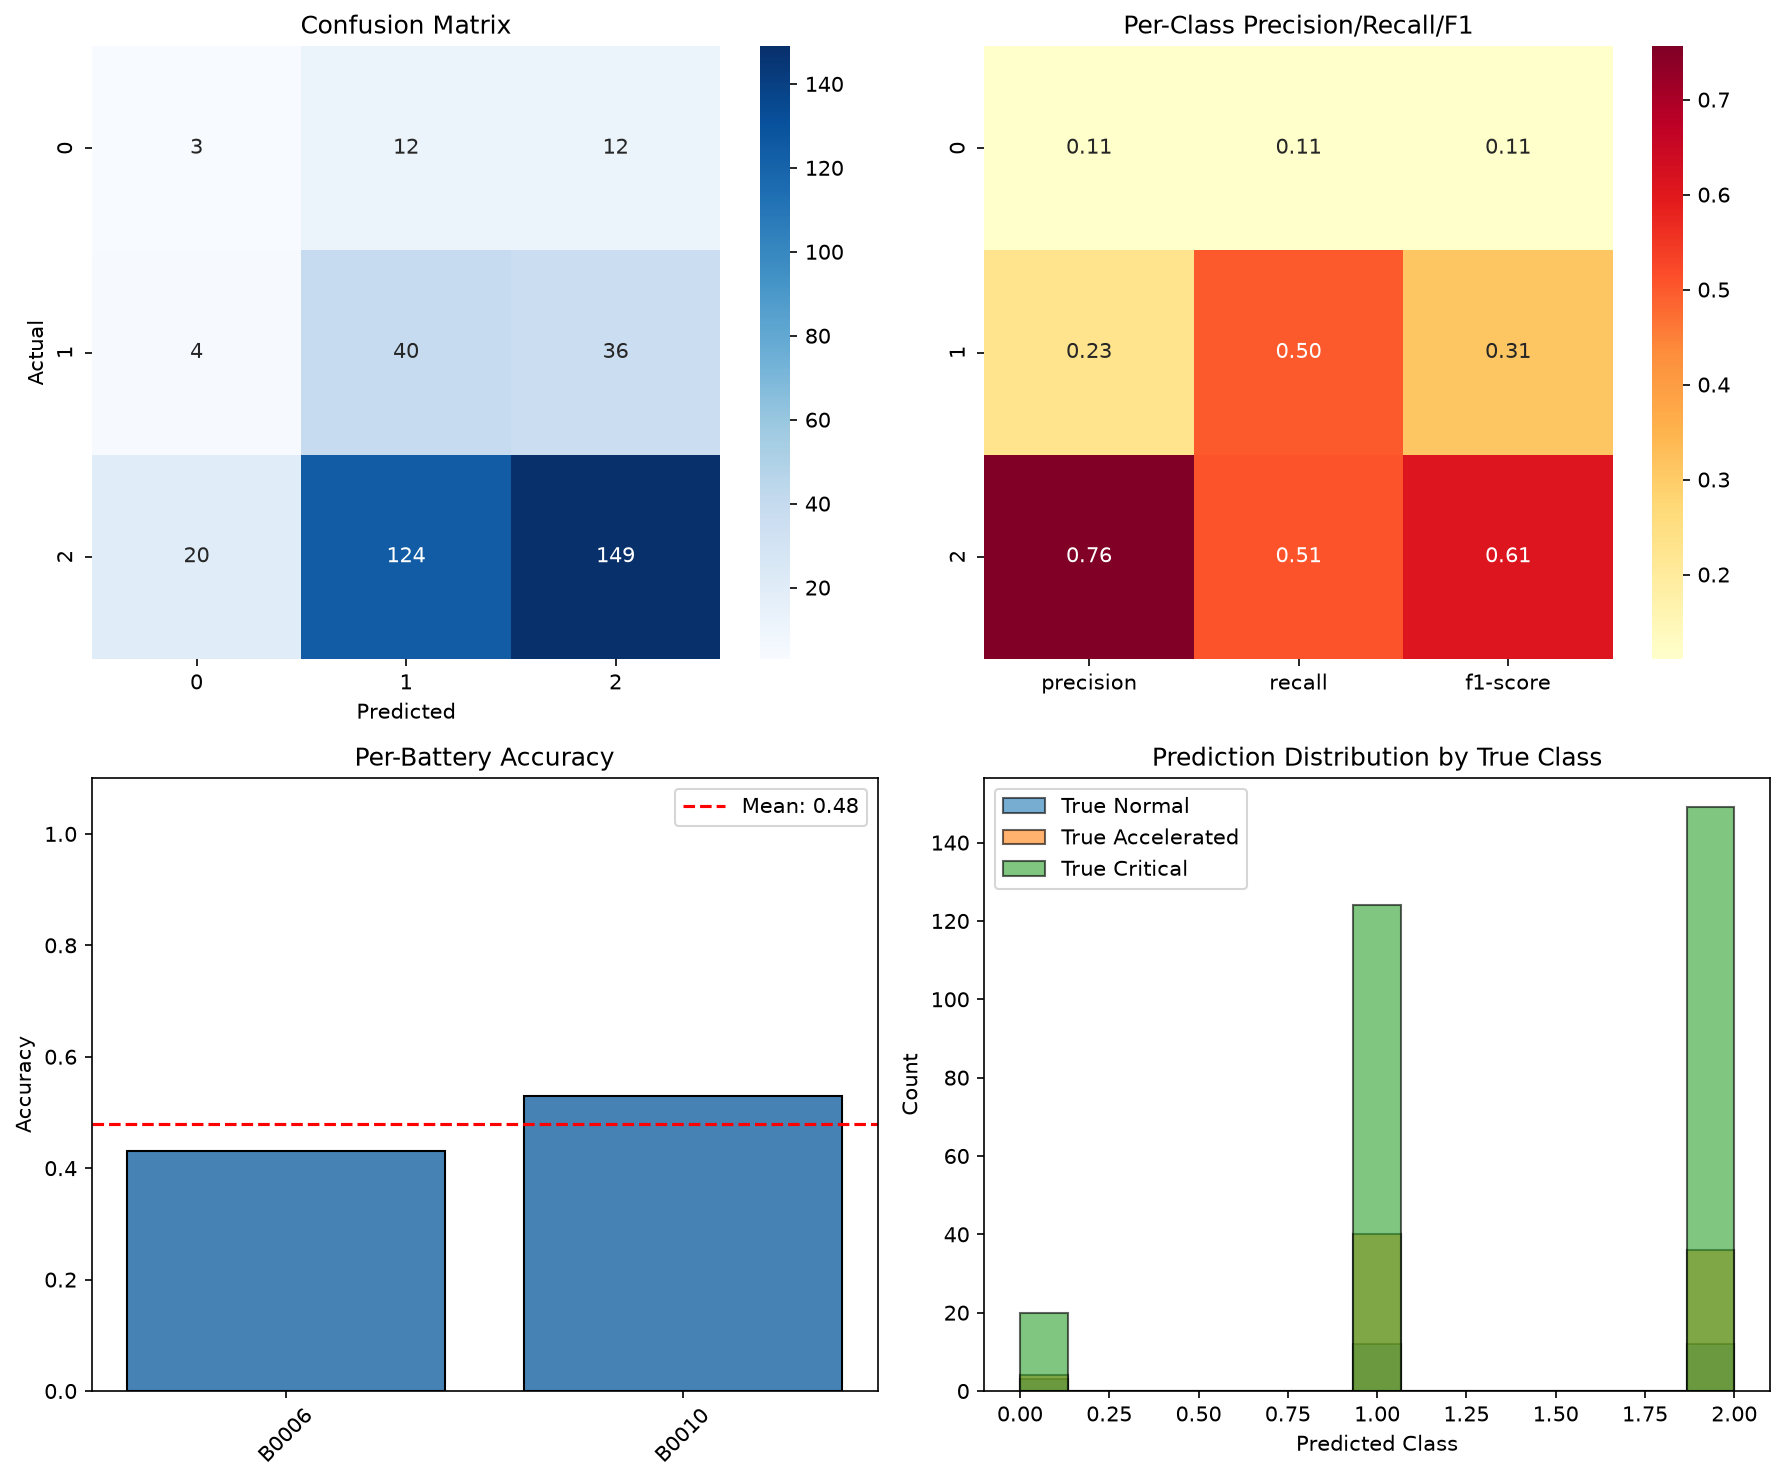 Confusion Matrix
3 12 12
4 40 36
20 124 149
0
1
2
Actual
0 1 2
Predicted
140
120
100
80
60
40
20
Per-Class Precision/Recall/F1
0.11 0.11 0.11
0.23 0.50 0.31
0.76 0.51 0.61
0
1
2
precision recall f1-score
0.7
0.6
0.5
0.4
0.3
0.2
Per-Battery Accuracy
Mean: 0.48
1.0
0.8
0.6
0.4
0.2
0.0
Accuracy
B0006 B0010
Prediction Distribution by True Class
True Normal
True Accelerated
True Critical
140
120
100
80
60
40
20
0
Count
0.00 0.25 0.50 0.75 1.00 1.25 1.50 1.75 2.00
Predicted Class